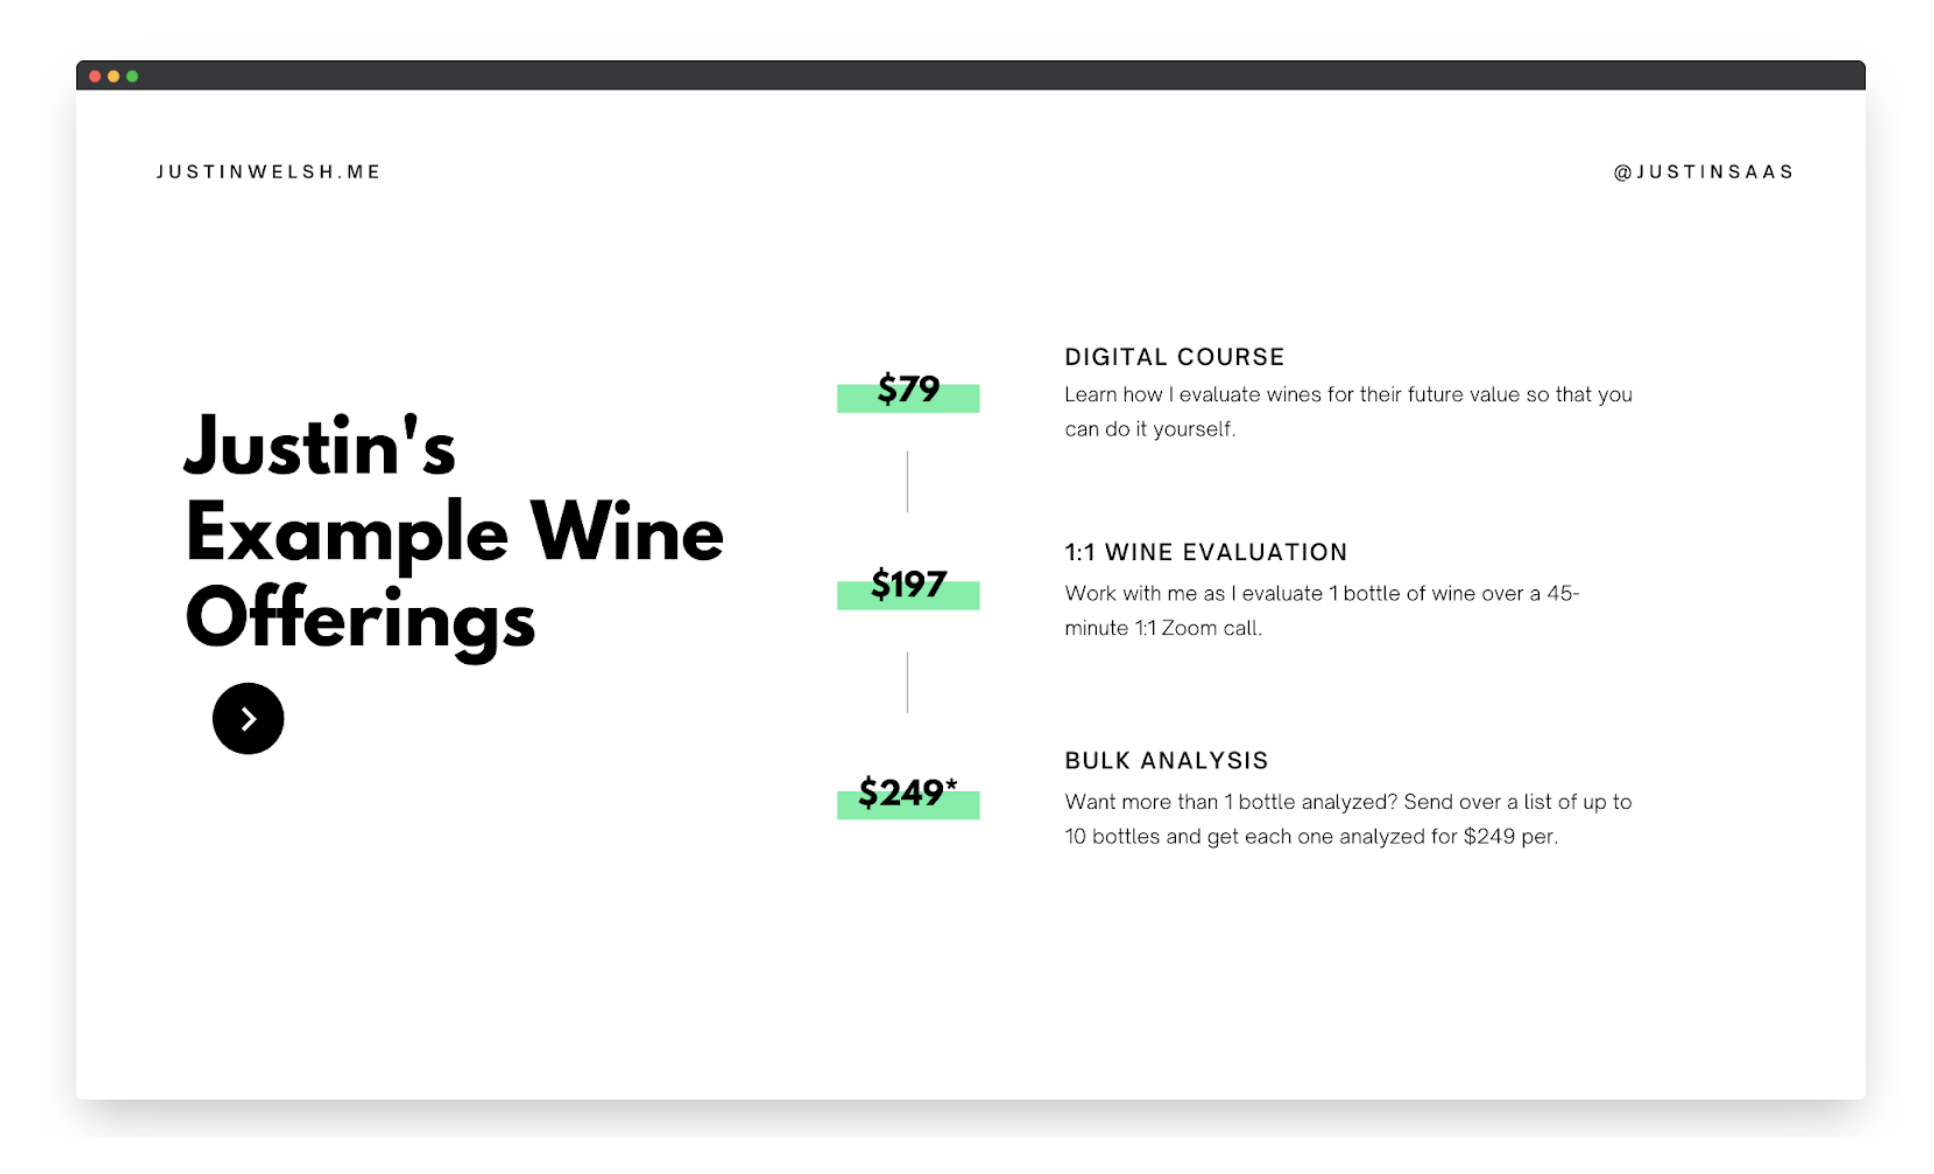 JUSTINWELSH.ME
@JUSTINSAAS
Justin's
Example Wine
Offerings
$79
DIGITAL COURSE
Learn how I evaluate wines for their future value so that you
can do it yourself.
$197
1:1 WINE EVALUATION
Work with me as I evaluate 1 bottle of wine over a 45-
minute 1:1 Zoom call.
$249*
BULK ANALYSIS
Want more than 1 bottle analyzed? Send over a list of up to
10 bottles and get each one analyzed for $249 per.